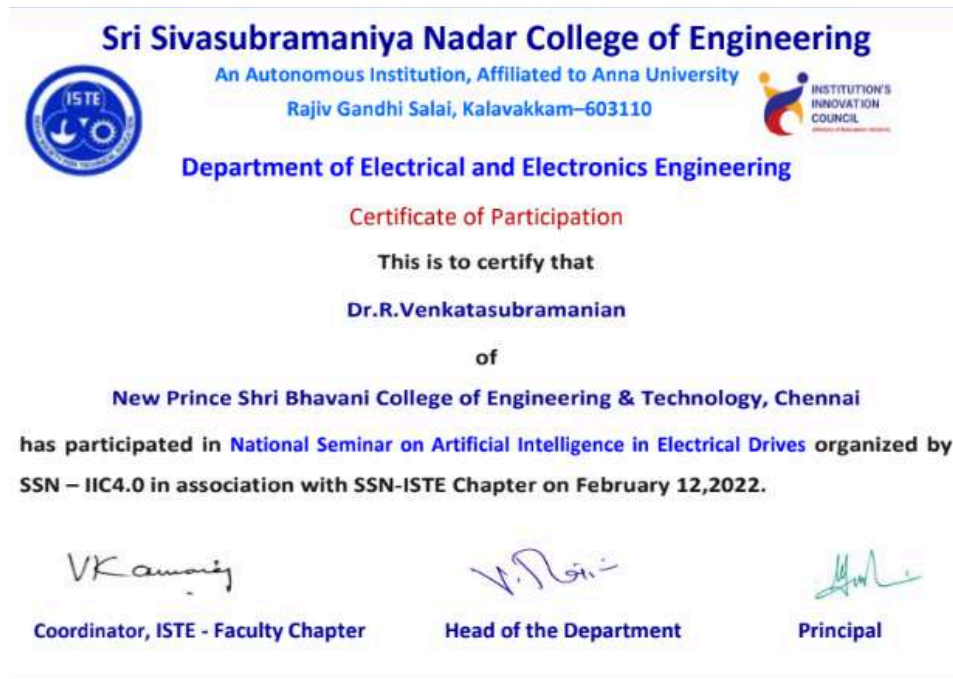 Sri Sivasubramaniya Nadar College of Engineering
An Autonomous Institution, Affiliated to Anna University
Rajiv Gandhi Salai, Kalavakkam–603110
ISTE
INSTITUTION'S
INNOVATION
COUNCIL
Department of Electrical and Electronics Engineering
Certificate of Participation
This is to certify that
Dr.R.Venkatasubramanian
of
New Prince Shri Bhavani College of Engineering & Technology, Chennai
has participated in National Seminar on Artificial Intelligence in Electrical Drives organized by
SSN – IIC4.0 in association with SSN-ISTE Chapter on February 12,2022.
Coordinator, ISTE - Faculty Chapter
Head of the Department
Principal